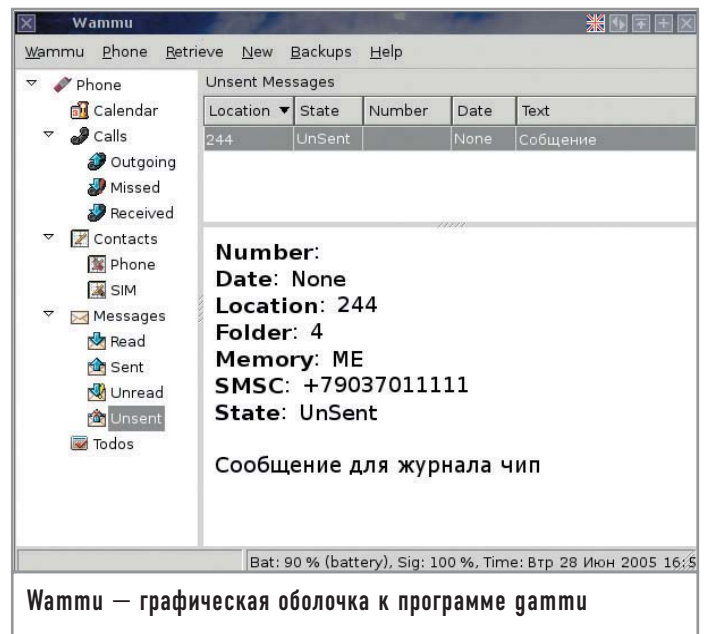 Wammu
Wammu Phone Retrieve New Backups Help
Phone
Calendar
Calls
Outgoing
Missed
Received
Contacts
Phone
SIM
Messages
Read
Sent
Unread
Unsent
Todos
Unsent Messages
Location State Number Date Text
244 UnSent None Собщение
Number:
Date: None
Location: 244
Folder: 4
Memory: ME
SMSC: +79037011111
State: UnSent
Сообщение для журнала чип
Bat: 90 % (battery), Sig: 100 %, Time: Втр 28 Июн 2005 16:5
Wammu — графическая оболочка к программе gammu